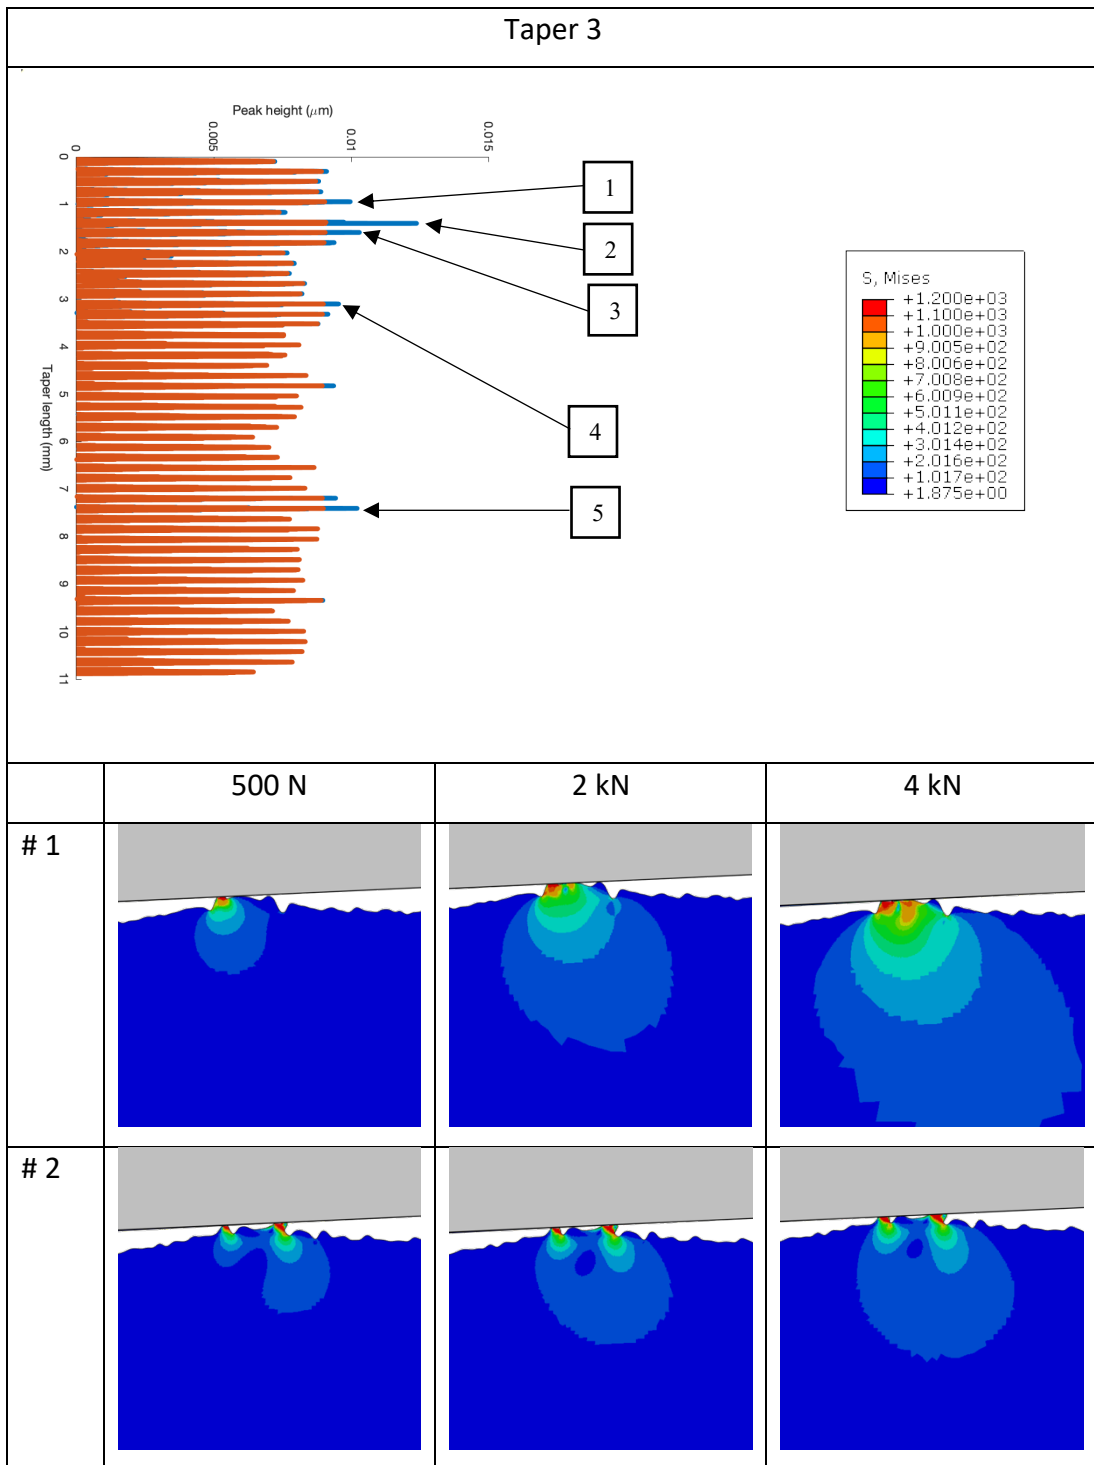 Taper 3
Peak height (μm)
0 0.005 0.01 0.015
0
1
2
3
4
5
6
7
8
9
10
11
Taper length (mm)
1
2
3
4
5
S, Mises
+1.200e+03
+1.100e+03
+1.000e+03
+9.005e+02
+8.006e+02
+7.008e+02
+6.009e+02
+5.011e+02
+4.012e+02
+3.014e+02
+2.016e+02
+1.017e+02
+1.875e+00
500 N 2 kN 4 kN
# 1
# 2